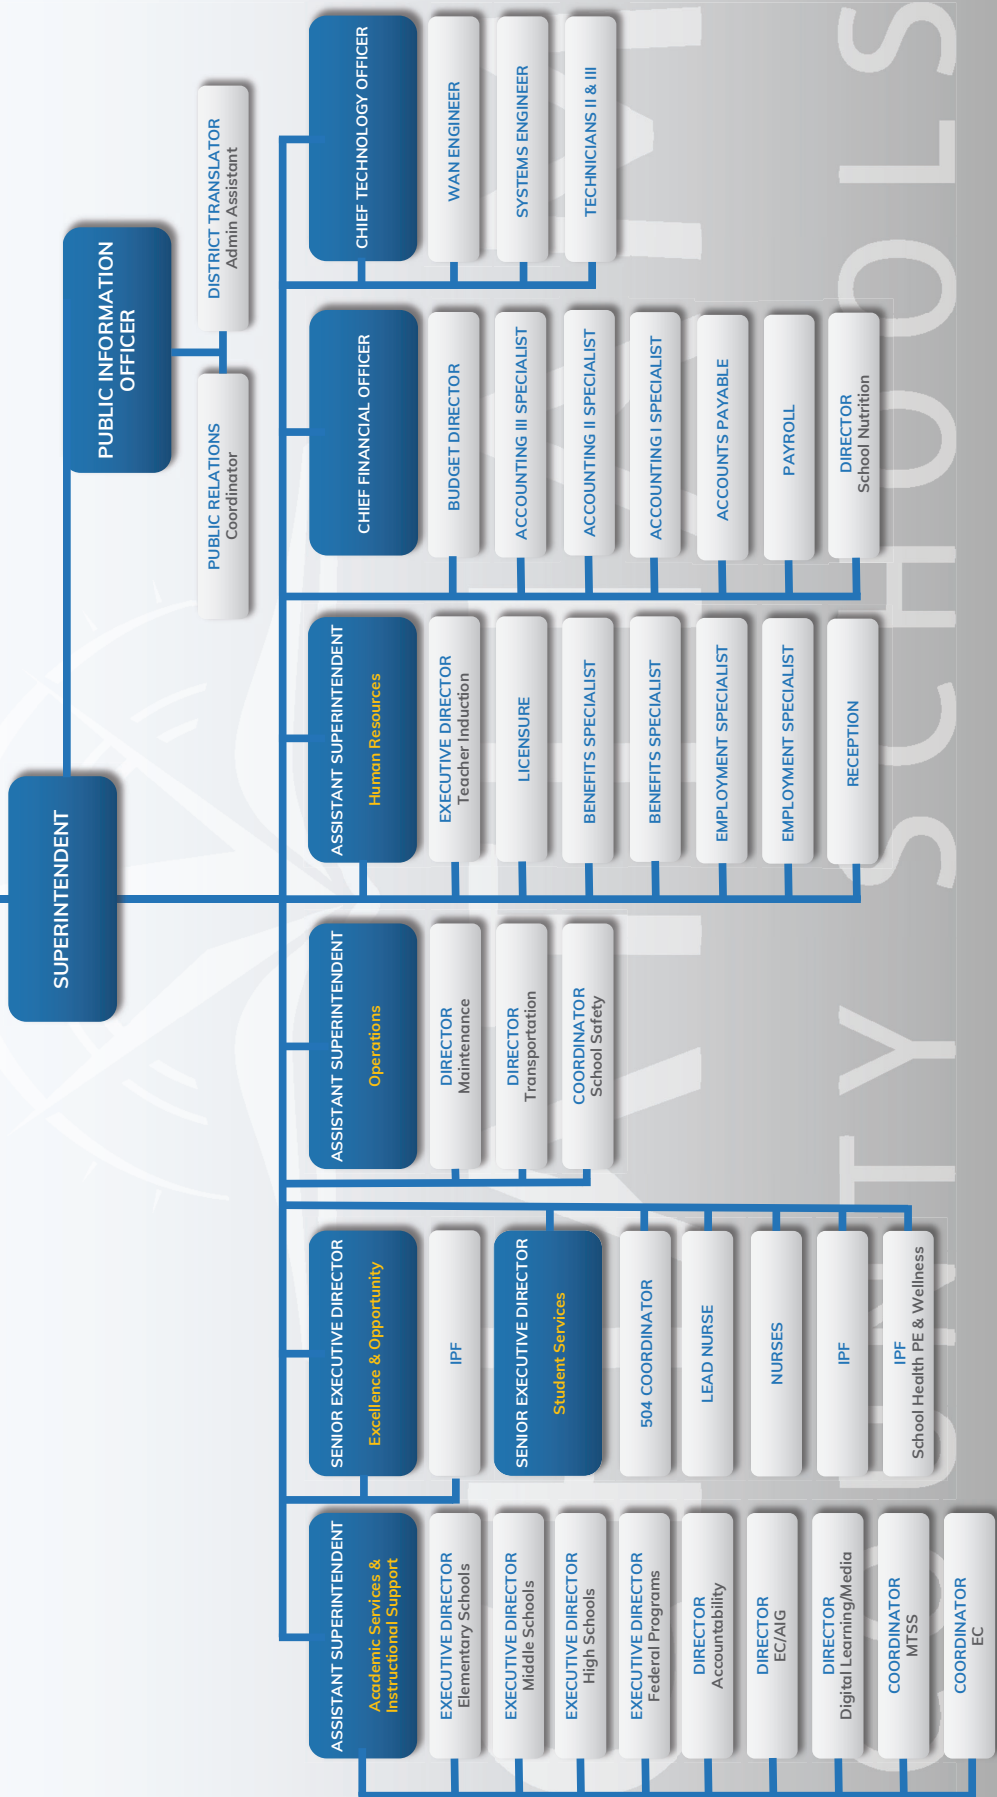 SUPERINTENDENT
PUBLIC INFORMATION
OFFICER
PUBLIC RELATIONS
Coordinator
DISTRICT TRANSLATOR
Admin Assistant
ASSISTANT SUPERINTENDENT
Academic Services &
Instructional Support
EXECUTIVE DIRECTOR
Elementary Schools
EXECUTIVE DIRECTOR
Middle Schools
EXECUTIVE DIRECTOR
High Schools
EXECUTIVE DIRECTOR
Federal Programs
DIRECTOR
Accountability
DIRECTOR
EC/AIG
DIRECTOR
Digital Learning/Media
COORDINATOR
MTSS
COORDINATOR
EC
SENIOR EXECUTIVE DIRECTOR
Excellence & Opportunity
IPF
SENIOR EXECUTIVE DIRECTOR
Student Services
504 COORDINATOR
LEAD NURSE
NURSES
IPF
IPF
School Health PE & Wellness
ASSISTANT SUPERINTENDENT
Operations
DIRECTOR
Maintenance
DIRECTOR
Transportation
COORDINATOR
School Safety
ASSISTANT SUPERINTENDENT
Human Resources
EXECUTIVE DIRECTOR
Teacher Induction
LICENSURE
BENEFITS SPECIALIST
BENEFITS SPECIALIST
EMPLOYMENT SPECIALIST
EMPLOYMENT SPECIALIST
RECEPTION
CHIEF FINANCIAL OFFICER
BUDGET DIRECTOR
ACCOUNTING III SPECIALIST
ACCOUNTING II SPECIALIST
ACCOUNTING I SPECIALIST
ACCOUNTS PAYABLE
PAYROLL
DIRECTOR
School Nutrition
CHIEF TECHNOLOGY OFFICER
WAN ENGINEER
SYSTEMS ENGINEER
TECHNICIANS II & III
COUNTY SCHOOLS